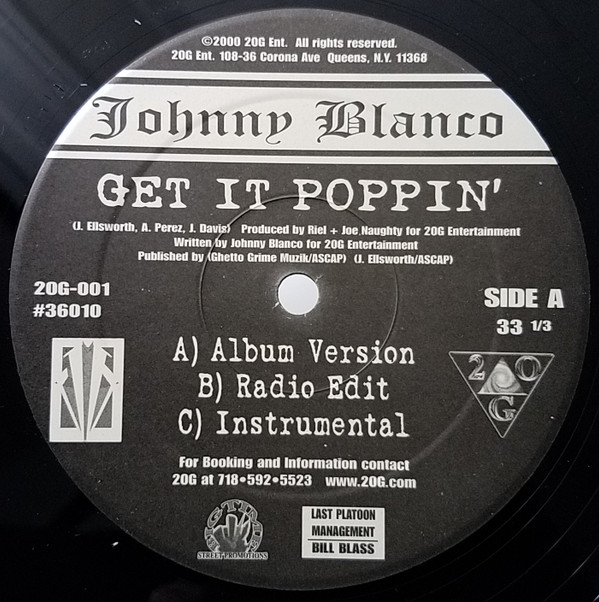 ©2000 20G Ent. All rights reserved.
20G Ent. 108-36 Corona Ave Queens, N.Y. 11368
Johnny Blanco
GET IT POPPIN'
(J. Ellsworth, A. Perez, J. Davis) Produced by Riel + Joe Naughty for 20G Entertainment
Written by Johnny Blanco for 20G Entertainment
Published by (Ghetto Grime Muzik/ASCAP) (J. Ellsworth/ASCAP)
20G-001
#36010
SIDE A
33 1/3
A) Album Version
B) Radio Edit
C) Instrumental
2 0
G
For Booking and Information contact
20G at 718•592•5523 www.20G.com
BIGTIME
STREET PROMOTIONS
LAST PLATOON
MANAGEMENT
BILL BLASS